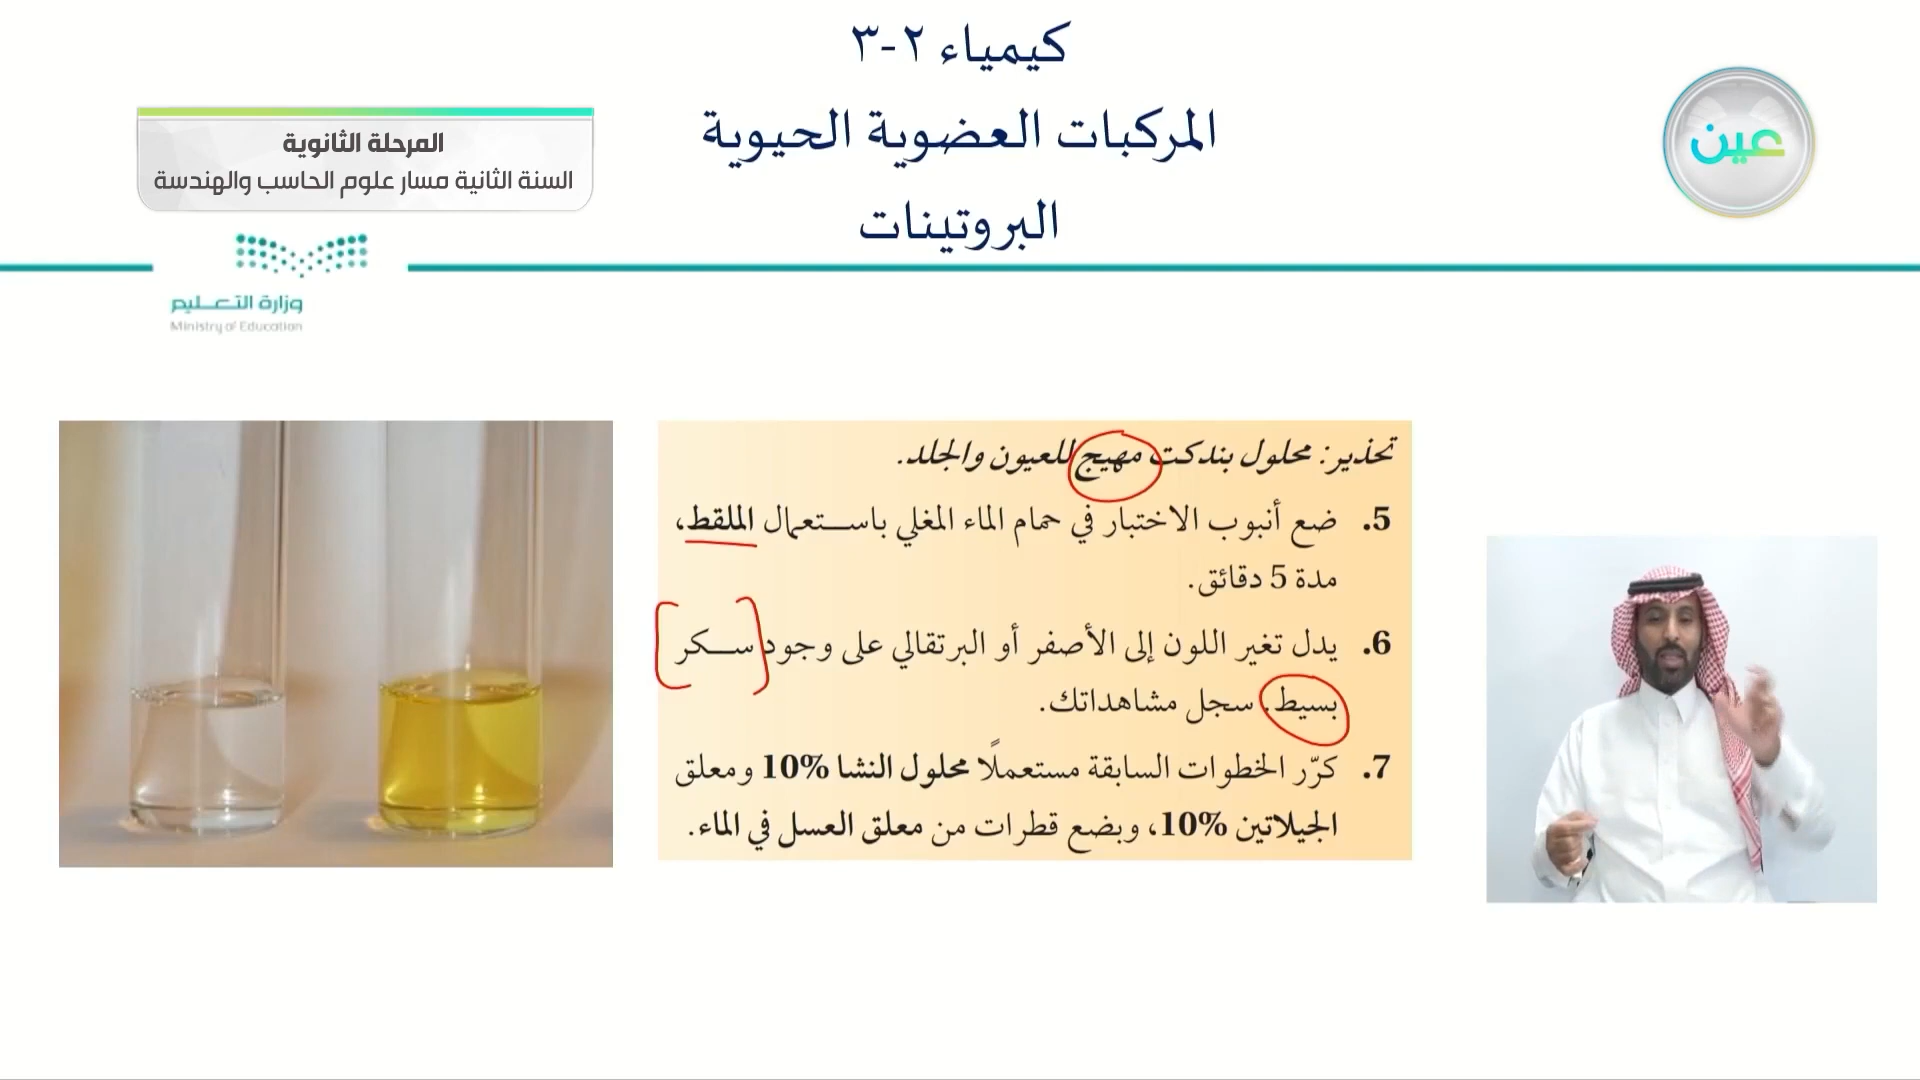 كيمياء ٢-٣
المركبات العضوية الحيوية
البروتينات
عين
المرحلة الثانوية
السنة الثانية مسار علوم الحاسب والهندسة
وزارة التعليم
Ministry of Education
تحذير: محلول بندكت مهيج للعيون والجلد.
5. ضع أنبوب الاختبار في حمام الماء المغلي باستعمال الملقط،
مدة 5 دقائق.
6. يدل تغير اللون إلى الأصفر أو البرتقالي على وجود سكر
بسيط. سجل مشاهداتك.
7. كرّر الخطوات السابقة مستعملًا محلول النشا 10% ومعلق
الجيلاتين 10%، وبضع قطرات من معلق العسل في الماء.